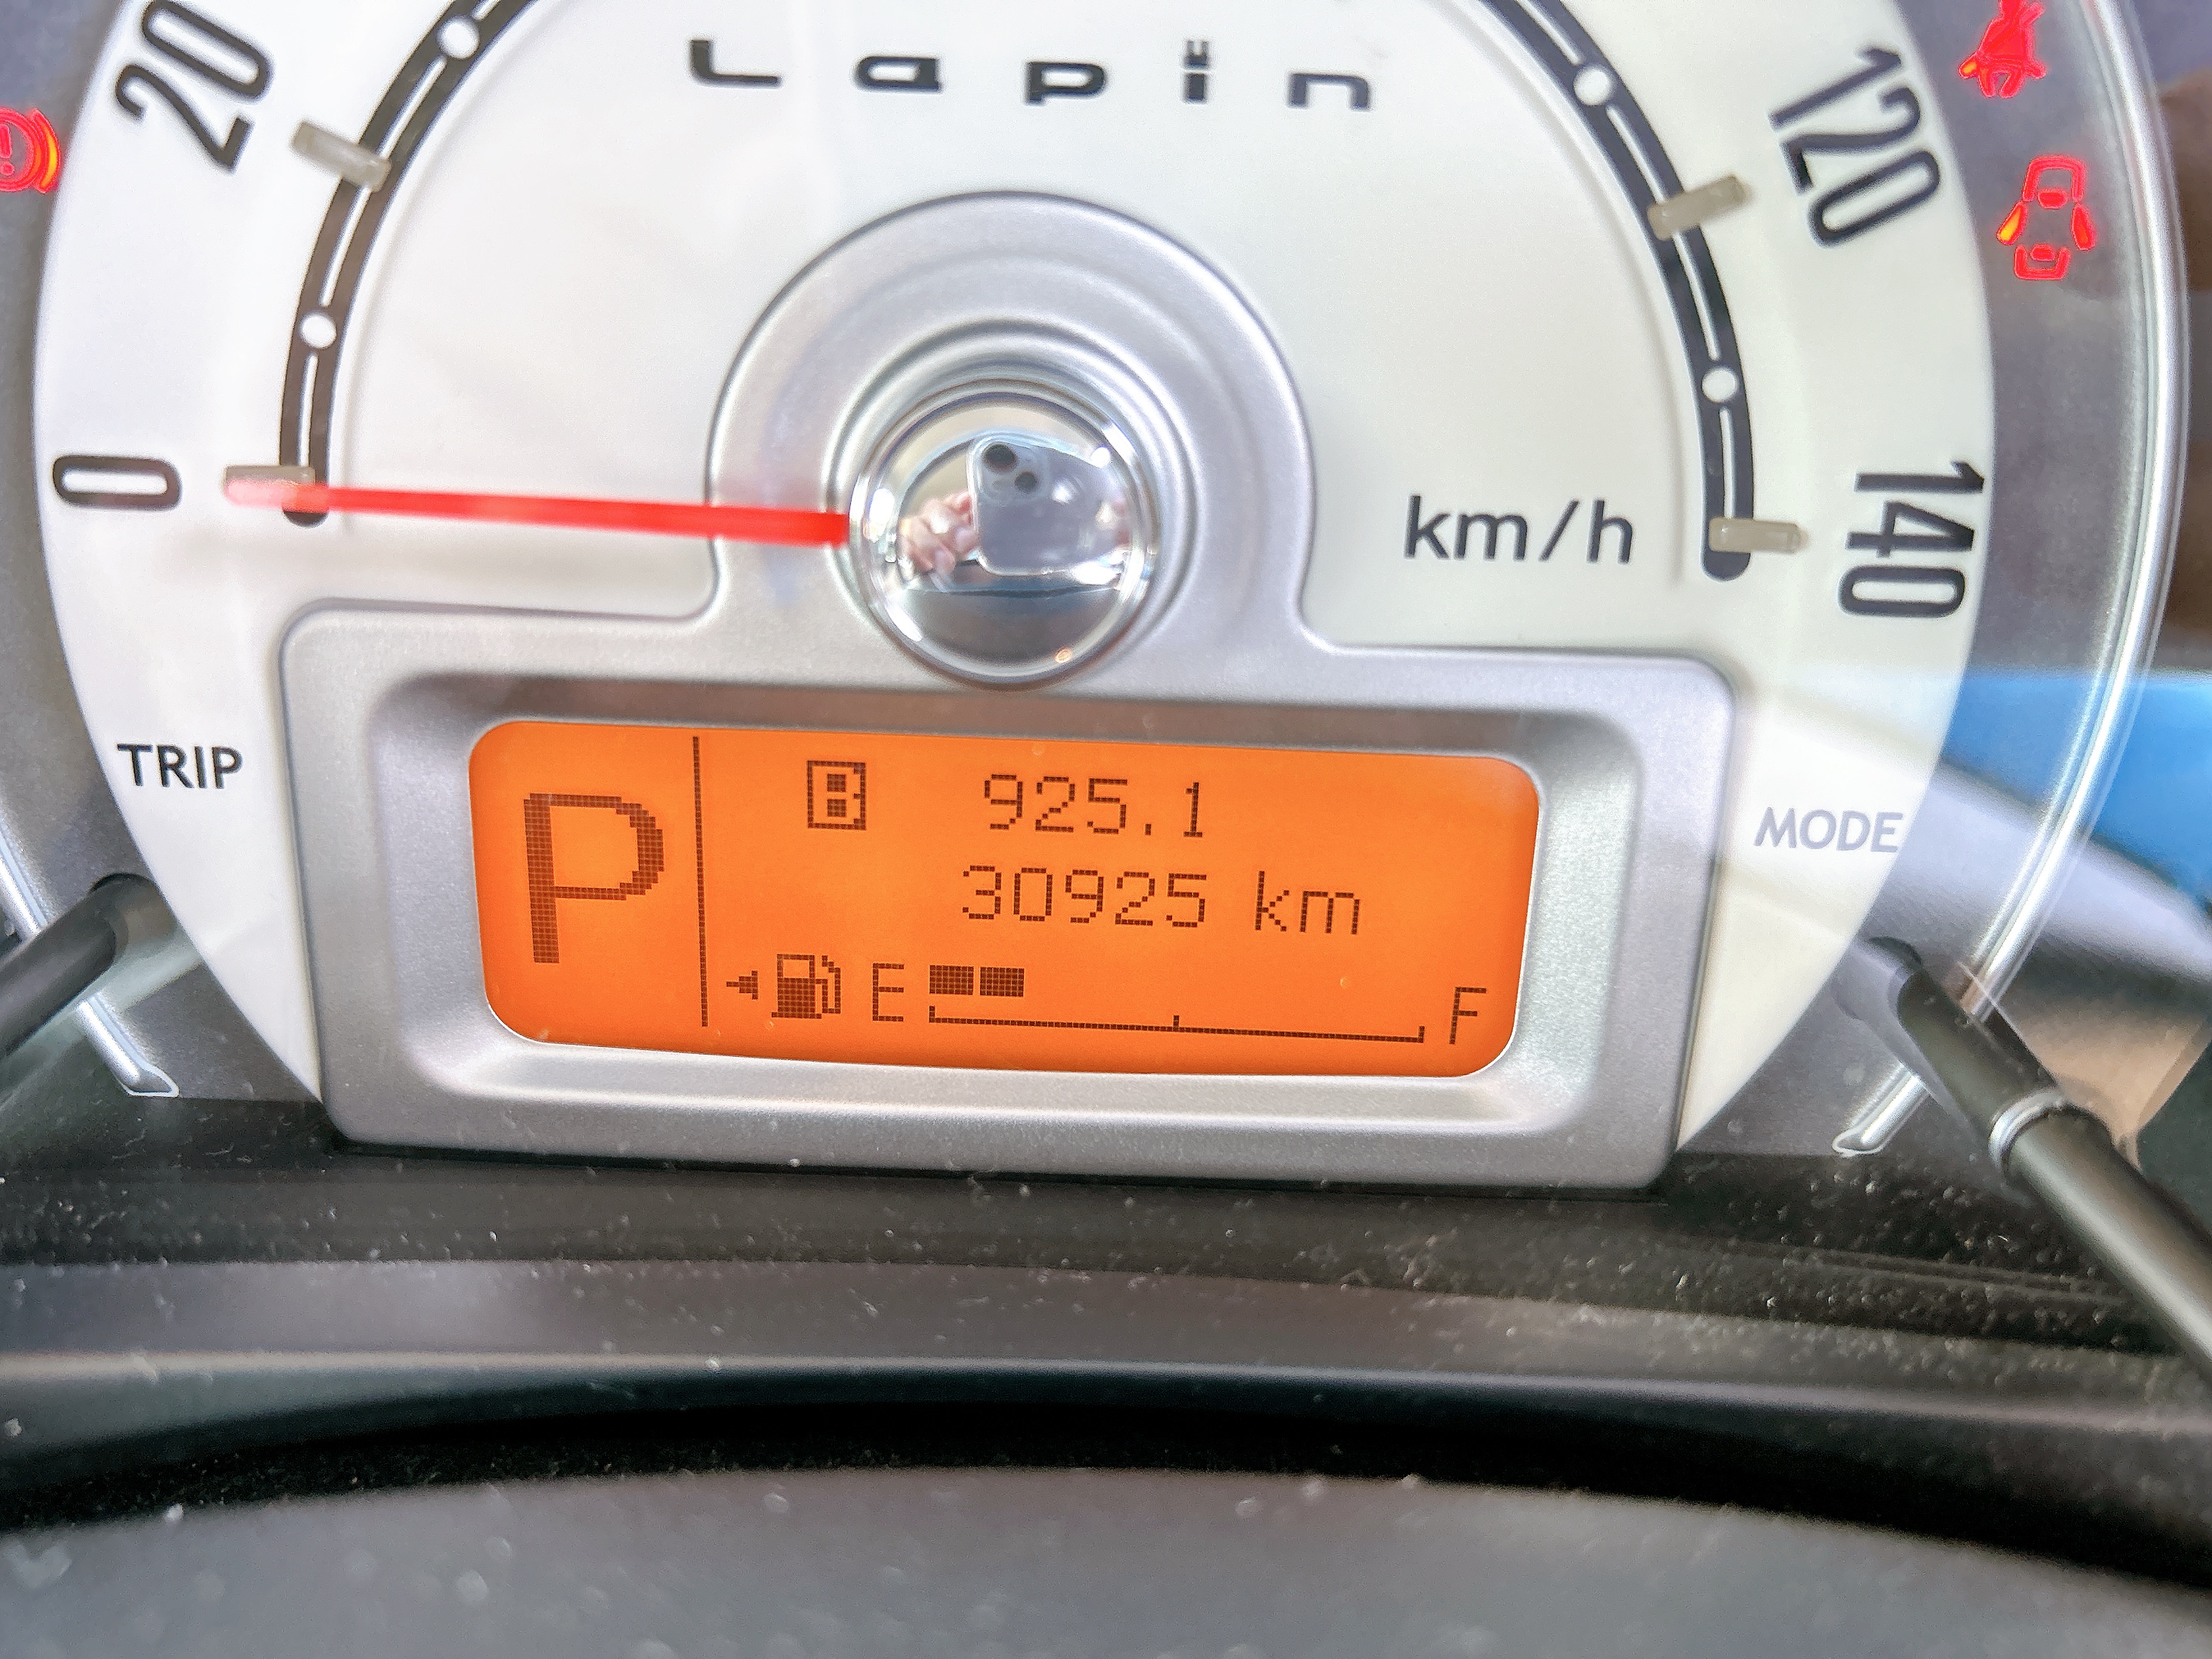 Lapin
20
120
0
km/h
140
TRIP
P
B 925.1
MODE
30925 km
E F